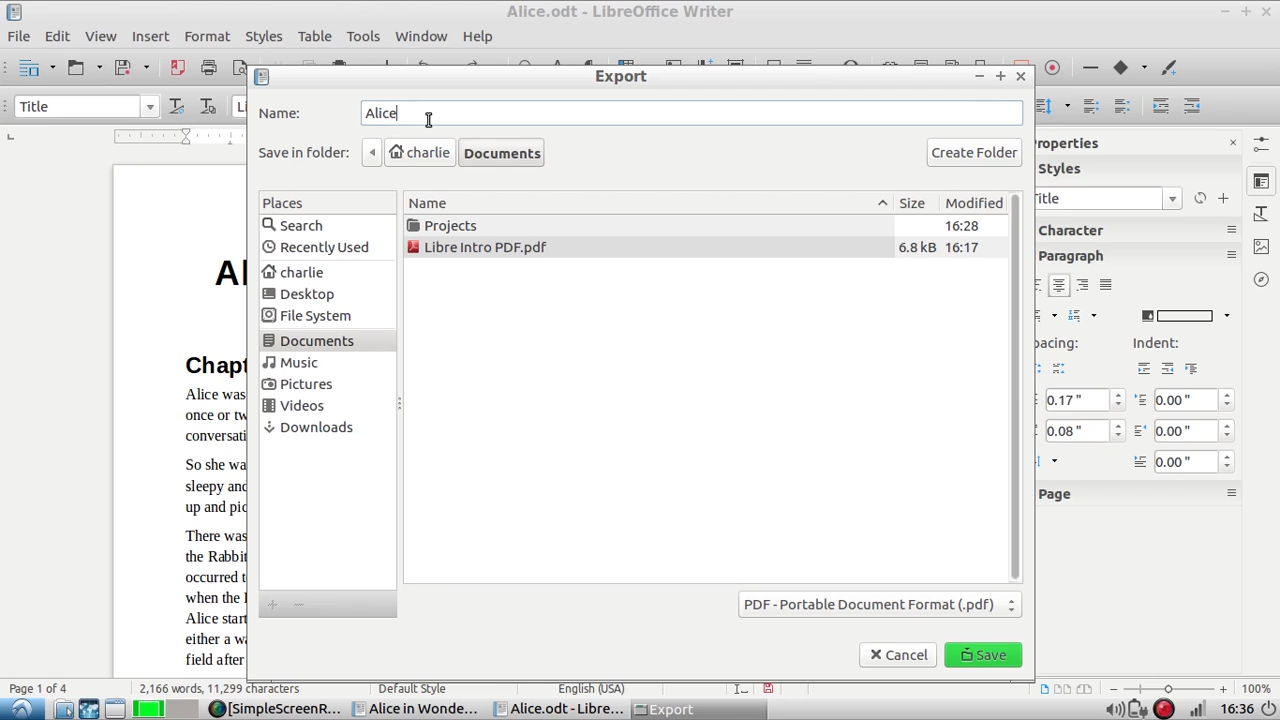 Alice.odt - LibreOffice Writer
File Edit View Insert Format Styles Table Tools Window Help
Export
Title
Name: Alice
Save in folder: charlie Documents Create Folder
Places
Search
Recently Used
charlie
Desktop
File System
Documents
Music
Pictures
Videos
Downloads
Name Size Modified
Projects 16:28
Libre Intro PDF.pdf 6.8 kB 16:17
PDF - Portable Document Format (.pdf)
Cancel Save
Al
Chapt
Alice was
once or tw
conversati
So she wa
sleepy and
up and pic
There was
the Rabbit
occurred t
when the
Alice start
either a wa
field after
roperties
Styles
itle
Character
Paragraph
pacing: Indent:
0.17 " 0.00 "
0.08 " 0.00 "
0.00 "
Page
Page 1 of 4 2,166 words, 11,299 characters Default Style English (USA) 100%
[SimpleScreenR... Alice in Wonde... Alice.odt - Libre... Export 16:36